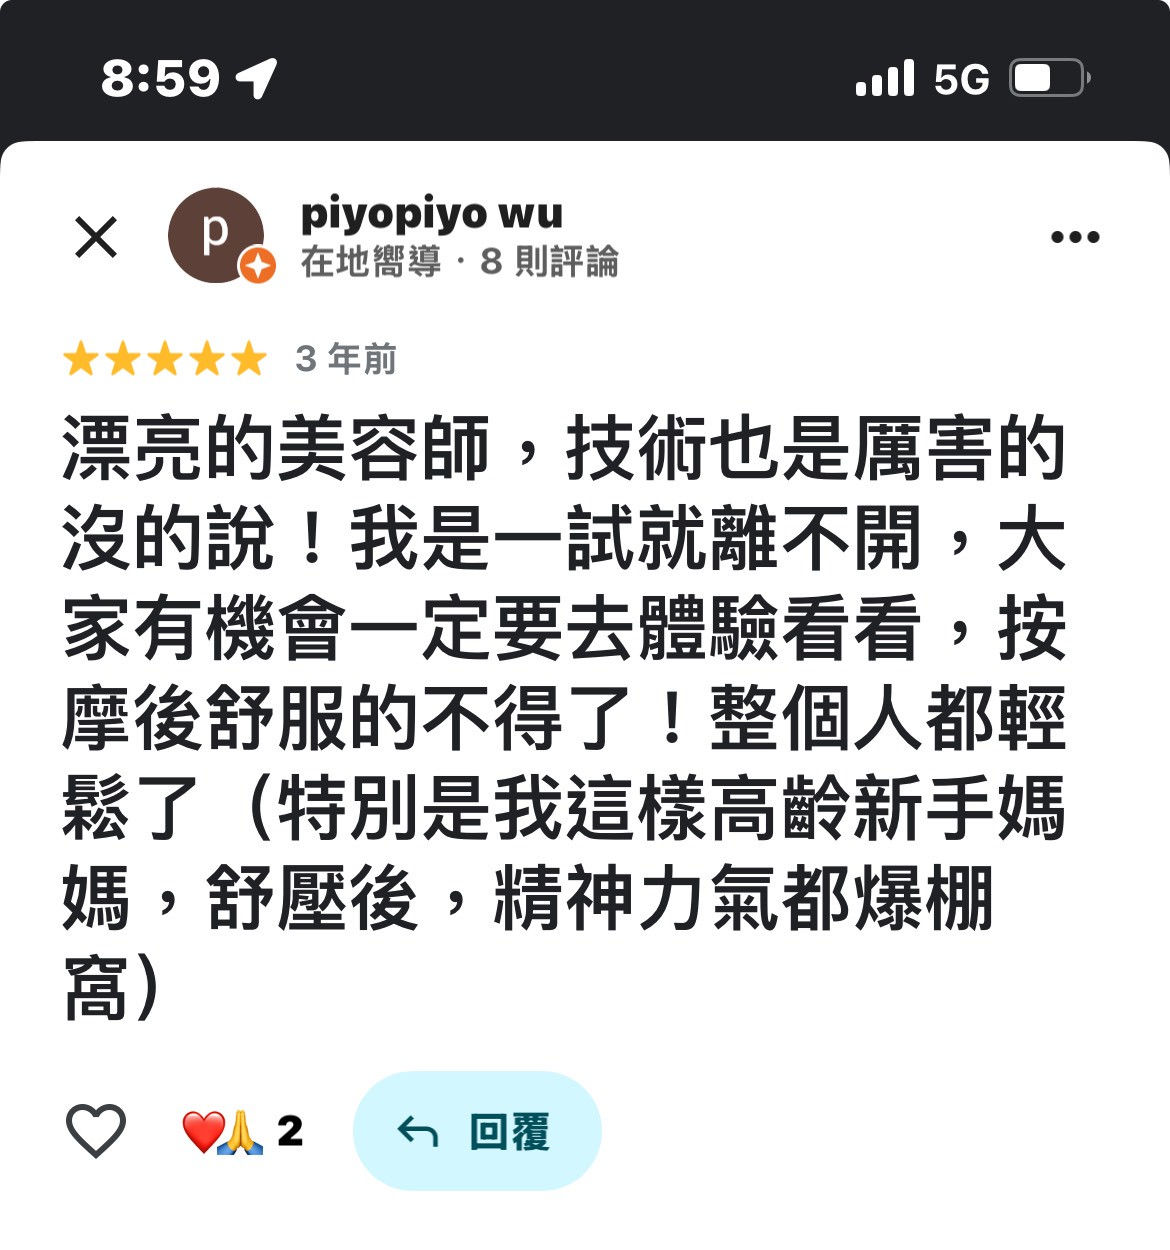 8:59 5G
piyopiyo wu
在地嚮導 · 8 則評論
3 年前
漂亮的美容師，技術也是厲害的
沒的說！我是一試就離不開，大
家有機會一定要去體驗看看，按
摩後舒服的不得了！整個人都輕
鬆了（特別是我這樣高齡新手媽
媽，舒壓後，精神力氣都爆棚
窩）
❤️🙏 2
回覆